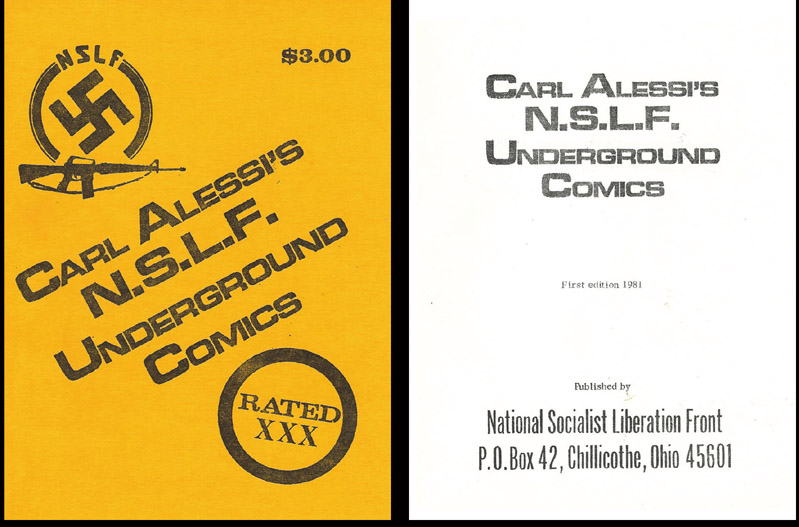 NSLF
$3.00
CARL ALESSI'S
N.S.L.F.
UNDERGROUND
COMICS
RATED
XXX
CARL ALESSI'S
N.S.L.F.
UNDERGROUND
COMICS
First edition 1981
Published by
National Socialist Liberation Front
P.O.Box 42, Chillicothe, Ohio 45601